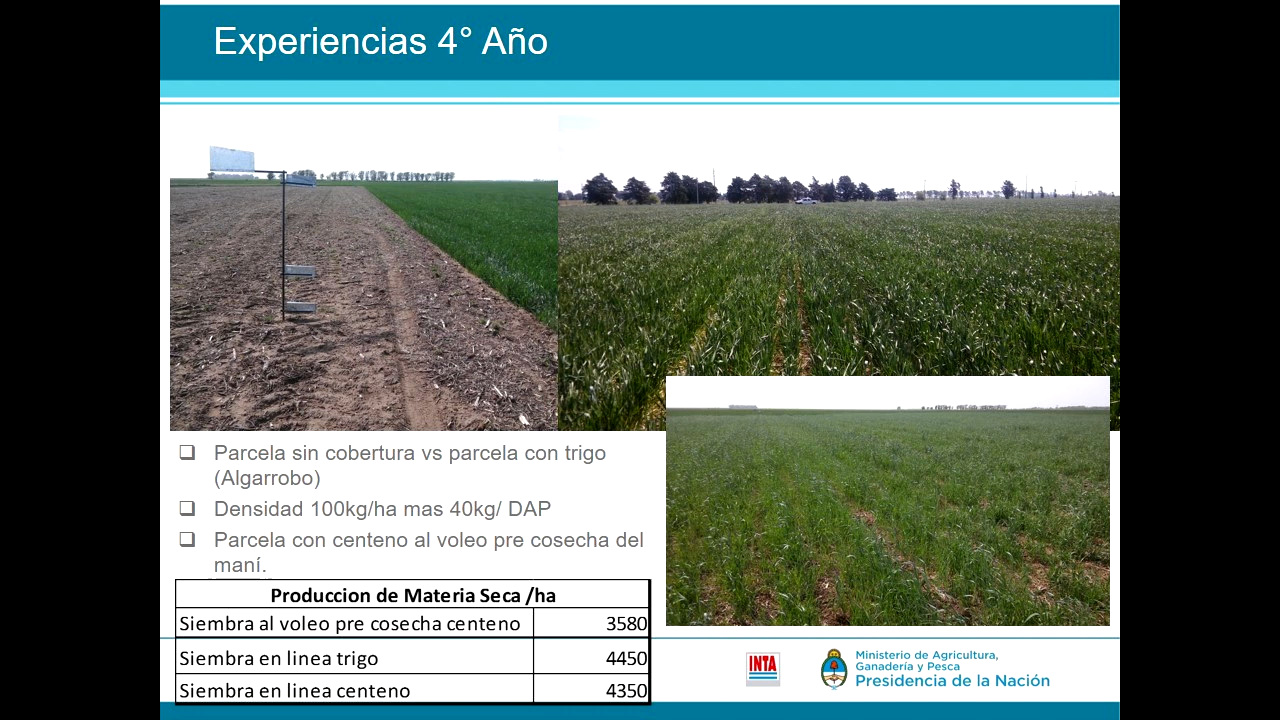 Experiencias 4° Año
Parcela sin cobertura vs parcela con trigo
(Algarrobo)
Densidad 100kg/ha mas 40kg/ DAP
Parcela con centeno al voleo pre cosecha del
maní.
Produccion de Materia Seca /ha
Siembra al voleo pre cosecha centeno 3580
Siembra en linea trigo 4450
Siembra en linea centeno 4350
INTA
Ministerio de Agricultura,
Ganadería y Pesca
Presidencia de la Nación